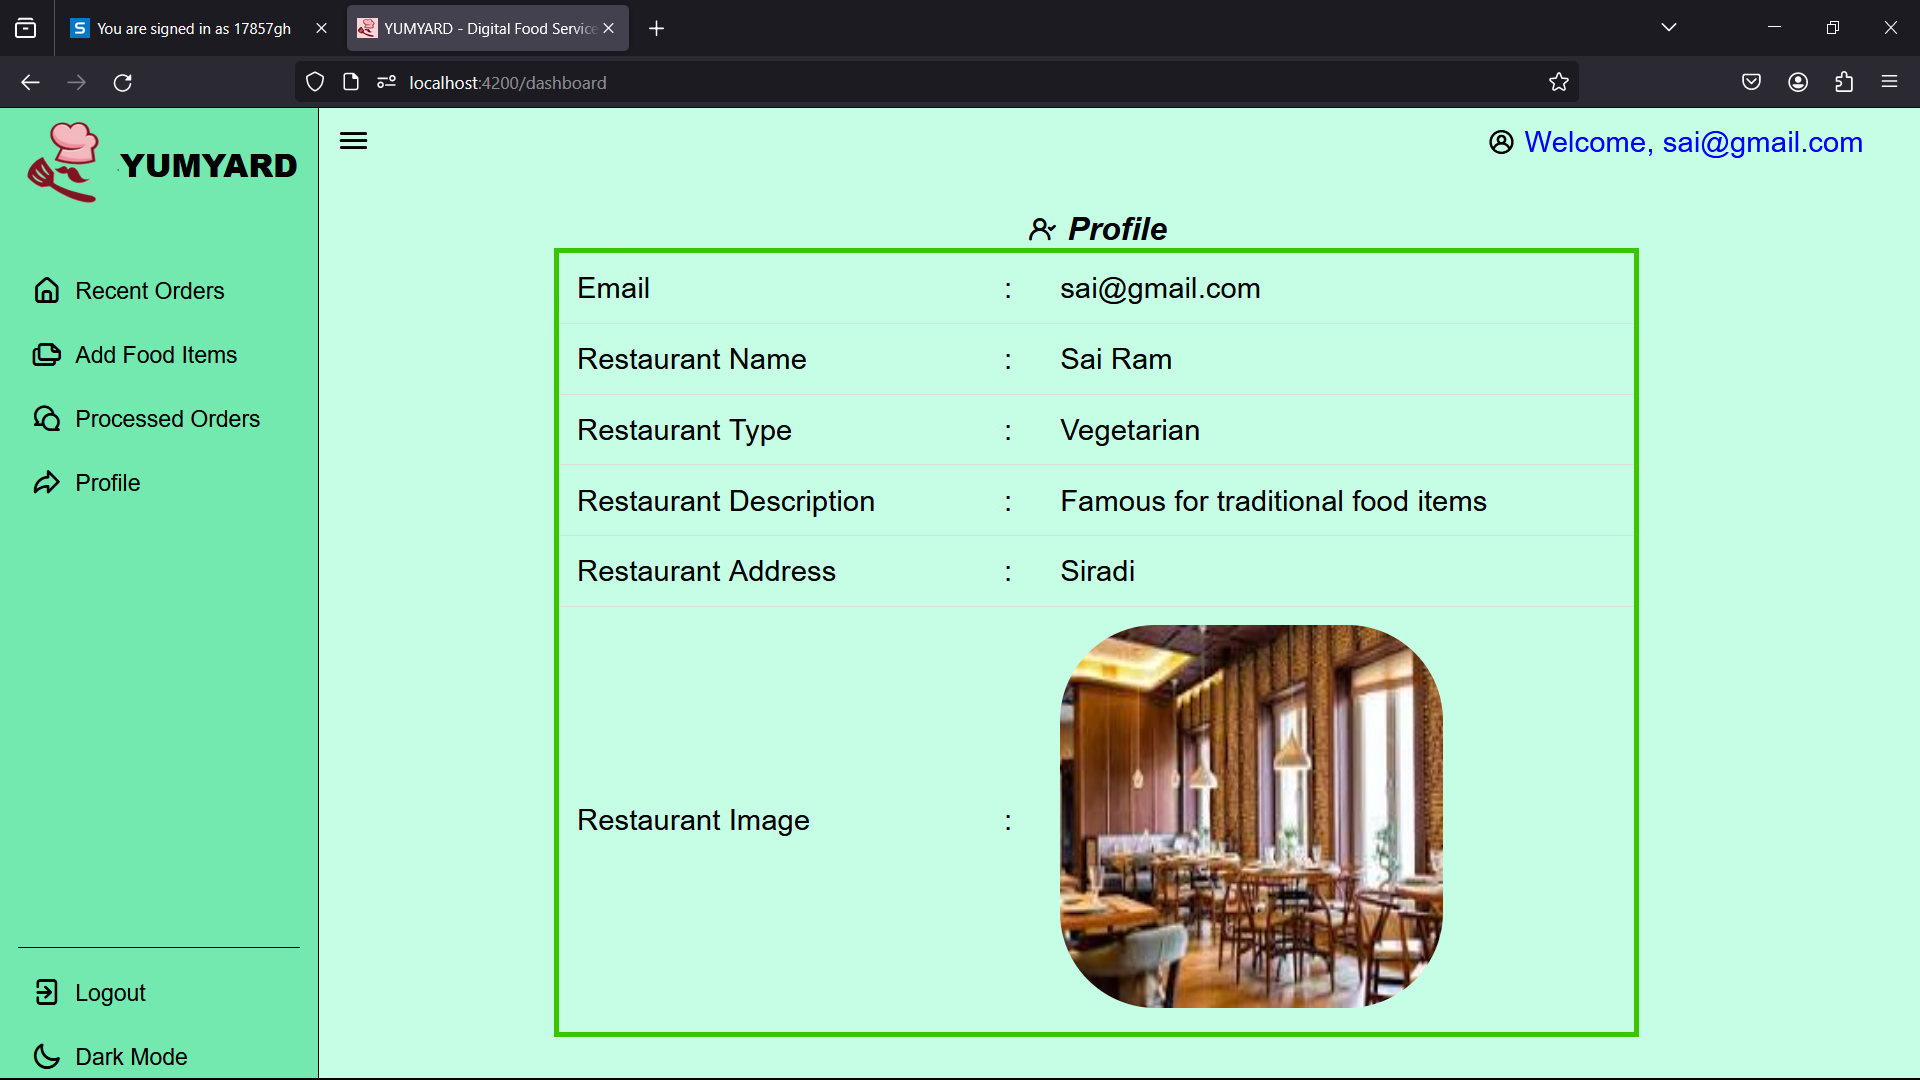 You are signed in as 17857gh
YUMYARD - Digital Food Service
localhost:4200/dashboard
YUMYARD
Welcome, sai@gmail.com
Recent Orders
Add Food Items
Processed Orders
Profile
Profile
Email : sai@gmail.com
Restaurant Name : Sai Ram
Restaurant Type : Vegetarian
Restaurant Description : Famous for traditional food items
Restaurant Address : Siradi
Restaurant Image :
Logout
Dark Mode